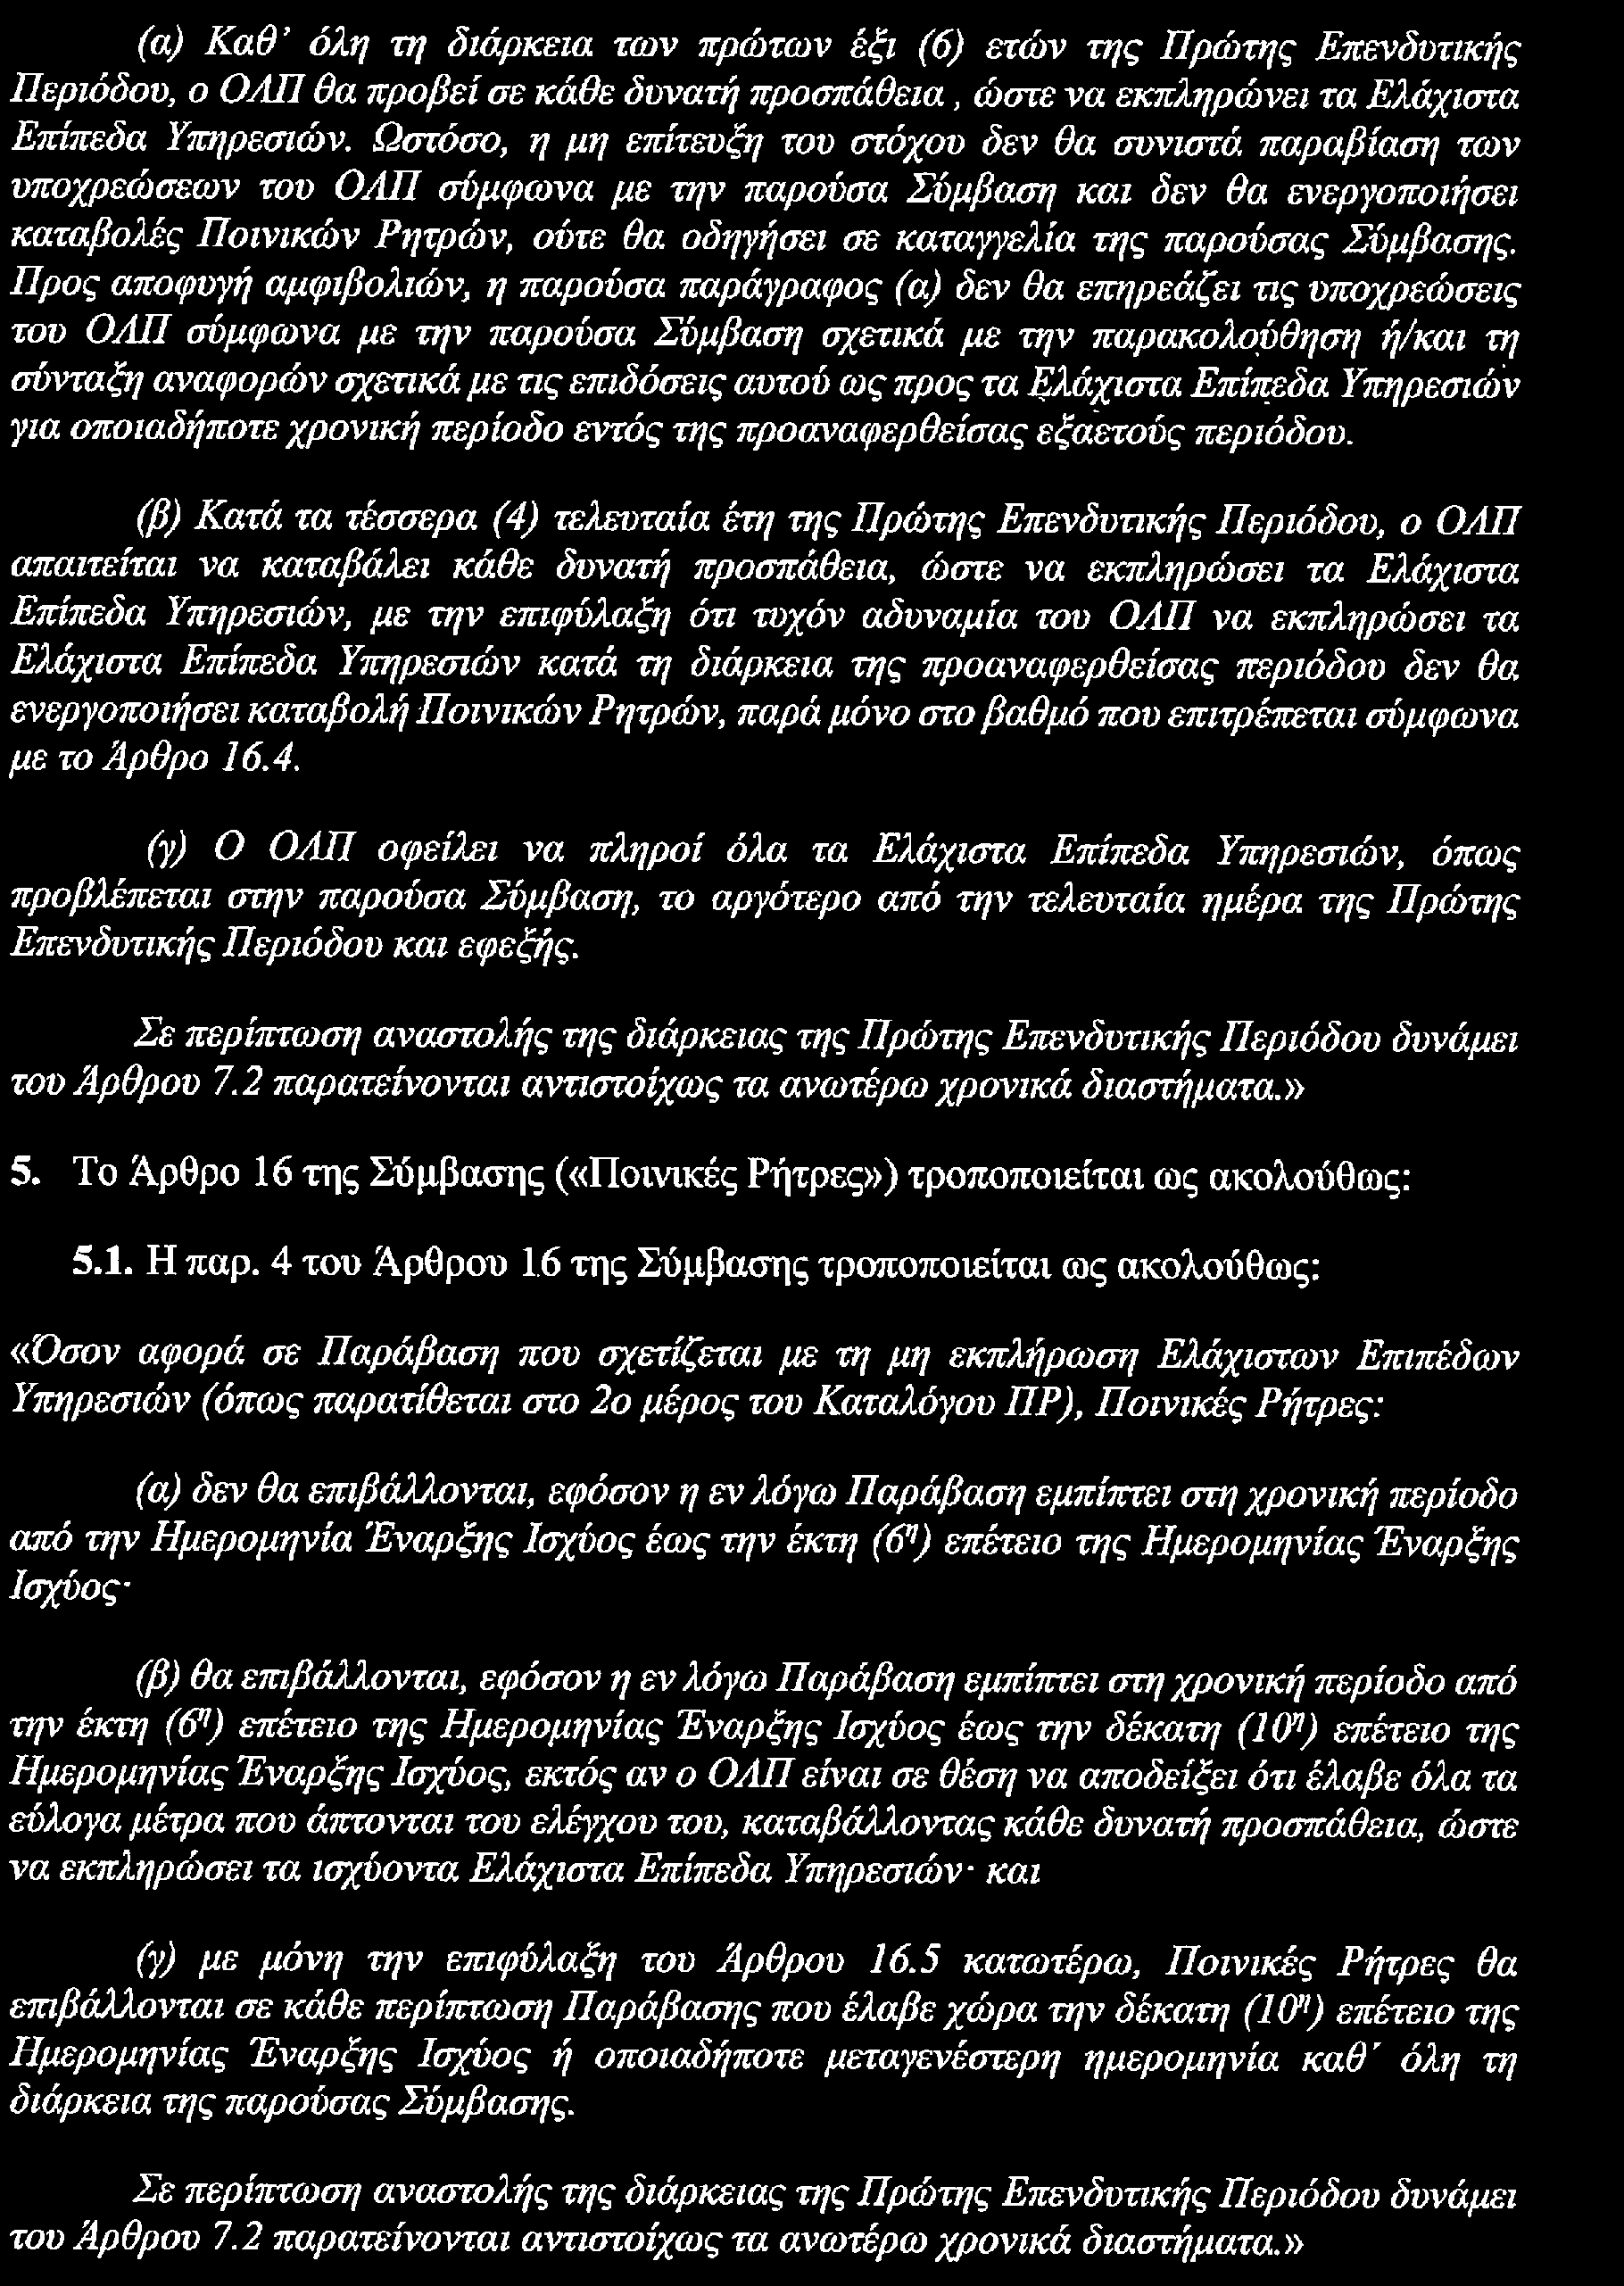 (α) Καθ’ όλη τη διάρκεια των πρώτων έξι (6) ετών της Πρώτης Επενδυτικής
Περιόδου, ο ΟΛΠ θα προβεί σε κάθε δυνατή προσπάθεια , ώστε να εκπληρώνει τα Ελάχιστα
Επίπεδα Υπηρεσιών. Ωστόσο, η μη επίτευξη του στόχου δεν θα συνιστά παραβίαση των
υποχρεώσεων του ΟΛΠ σύμφωνα με την παρούσα Σύμβαση και δεν θα ενεργοποιήσει
καταβολές Ποινικών Ρητρών, ούτε θα οδηγήσει σε καταγγελία της παρούσας Σύμβασης.
Προς αποφυγή αμφιβολιών, η παρούσα παράγραφος (α) δεν θα επηρεάζει τις υποχρεώσεις
του ΟΛΠ σύμφωνα με την παρούσα Σύμβαση σχετικά με την παρακολούθηση ή/και τη
σύνταξη αναφορών σχετικά με τις επιδόσεις αυτού ως προς τα Ελάχιστα Επίπεδα Υπηρεσιών
για οποιαδήποτε χρονική περίοδο εντός της προαναφερθείσας εξαετούς περιόδου.
(β) Κατά τα τέσσερα (4) τελευταία έτη της Πρώτης Επενδυτικής Περιόδου, ο ΟΛΠ
απαιτείται να καταβάλει κάθε δυνατή προσπάθεια, ώστε να εκπληρώσει τα Ελάχιστα
Επίπεδα Υπηρεσιών, με την επιφύλαξη ότι τυχόν αδυναμία του ΟΛΠ να εκπληρώσει τα
Ελάχιστα Επίπεδα Υπηρεσιών κατά τη διάρκεια της προαναφερθείσας περιόδου δεν θα
ενεργοποιήσει καταβολή Ποινικών Ρητρών, παρά μόνο στο βαθμό που επιτρέπεται σύμφωνα
με το Άρθρο 16.4.
(γ) Ο ΟΛΠ οφείλει να πληροί όλα τα Ελάχιστα Επίπεδα Υπηρεσιών, όπως
προβλέπεται στην παρούσα Σύμβαση, το αργότερο από την τελευταία ημέρα της Πρώτης
Επενδυτικής Περιόδου και εφεξής.
Σε περίπτωση αναστολής της διάρκειας της Πρώτης Επενδυτικής Περιόδου δυνάμει
του Άρθρου 7.2 παρατείνονται αντιστοίχως τα ανωτέρω χρονικά διαστήματα.»
5. Το Άρθρο 16 της Σύμβασης («Ποινικές Ρήτρες») τροποποιείται ως ακολούθως:
5.1. Η παρ. 4 του Άρθρου 16 της Σύμβασης τροποποιείται ως ακολούθως:
«Όσον αφορά σε Παράβαση που σχετίζεται με τη μη εκπλήρωση Ελάχιστων Επιπέδων
Υπηρεσιών (όπως παρατίθεται στο 2ο μέρος του Καταλόγου ΠΡ), Ποινικές Ρήτρες:
(α) δεν θα επιβάλλονται, εφόσον η εν λόγω Παράβαση εμπίπτει στη χρονική περίοδο
από την Ημερομηνία Έναρξης Ισχύος έως την έκτη (6η) επέτειο της Ημερομηνίας Έναρξης
Ισχύος·
(β) θα επιβάλλονται, εφόσον η εν λόγω Παράβαση εμπίπτει στη χρονική περίοδο από
την έκτη (6η) επέτειο της Ημερομηνίας Έναρξης Ισχύος έως την δέκατη (10η) επέτειο της
Ημερομηνίας Έναρξης Ισχύος, εκτός αν ο ΟΛΠ είναι σε θέση να αποδείξει ότι έλαβε όλα τα
εύλογα μέτρα που άπτονται του ελέγχου του, καταβάλλοντας κάθε δυνατή προσπάθεια, ώστε
να εκπληρώσει τα ισχύοντα Ελάχιστα Επίπεδα Υπηρεσιών· και
(γ) με μόνη την επιφύλαξη του Άρθρου 16.5 κατωτέρω, Ποινικές Ρήτρες θα
επιβάλλονται σε κάθε περίπτωση Παράβασης που έλαβε χώρα την δέκατη (10η) επέτειο της
Ημερομηνίας Έναρξης Ισχύος ή οποιαδήποτε μεταγενέστερη ημερομηνία καθ΄ όλη τη
διάρκεια της παρούσας Σύμβασης.
Σε περίπτωση αναστολής της διάρκειας της Πρώτης Επενδυτικής Περιόδου δυνάμει
του Άρθρου 7.2 παρατείνονται αντιστοίχως τα ανωτέρω χρονικά διαστήματα.»